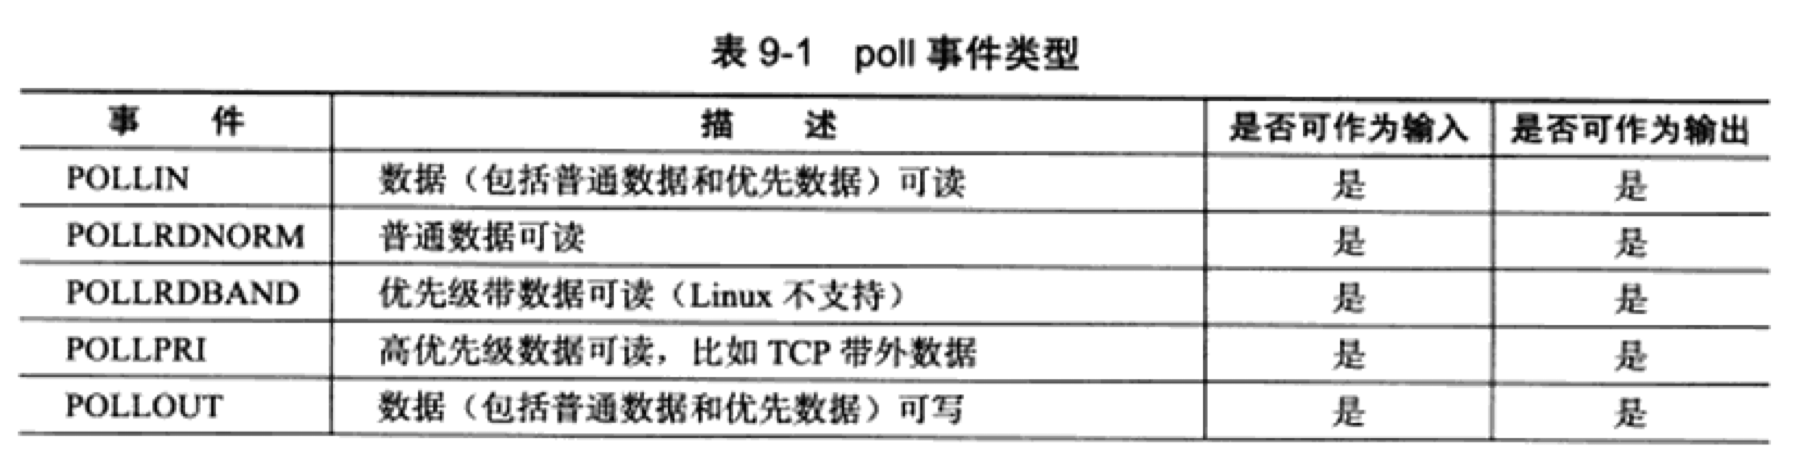 表 9-1 poll 事件类型
事 件 描 述 是否可作为输入 是否可作为输出
POLLIN 数据（包括普通数据和优先数据）可读 是 是
POLLRDNORM 普通数据可读 是 是
POLLRDBAND 优先级带数据可读（Linux 不支持） 是 是
POLLPRI 高优先级数据可读，比如 TCP 带外数据 是 是
POLLOUT 数据（包括普通数据和优先数据）可写 是 是